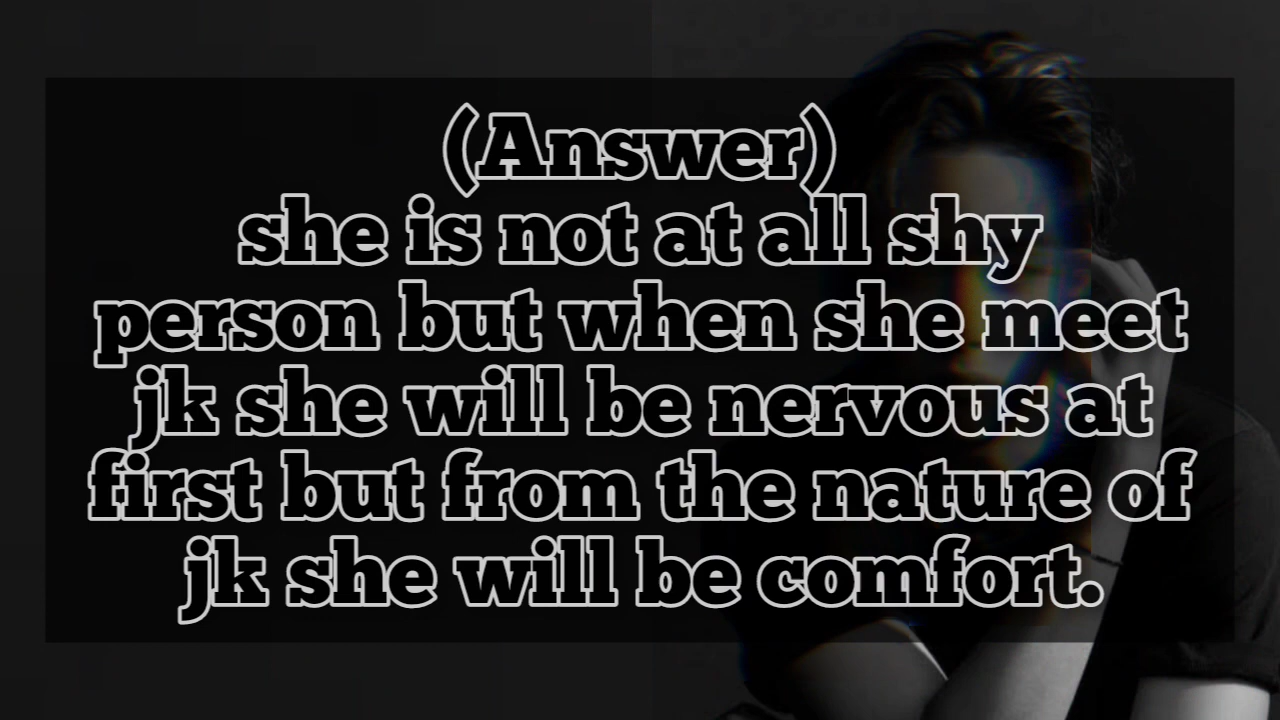 (Answer)
she is not at all shy
person but when she meet
jk she will be nervous at
first but from the nature of
jk she will be comfort.